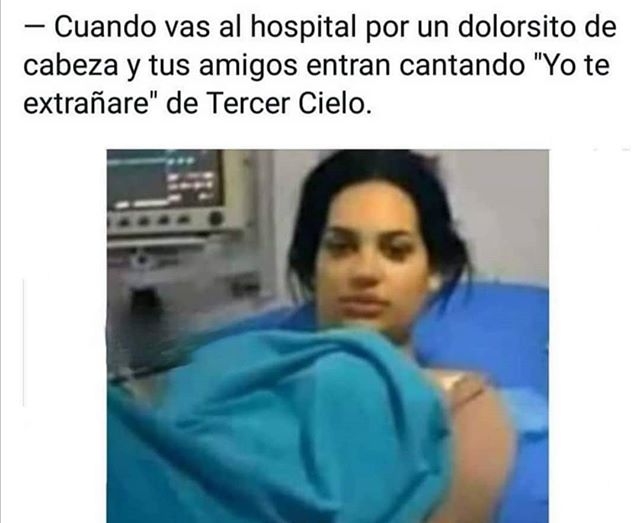 — Cuando vas al hospital por un dolorsito de
cabeza y tus amigos entran cantando "Yo te
extrañare" de Tercer Cielo.